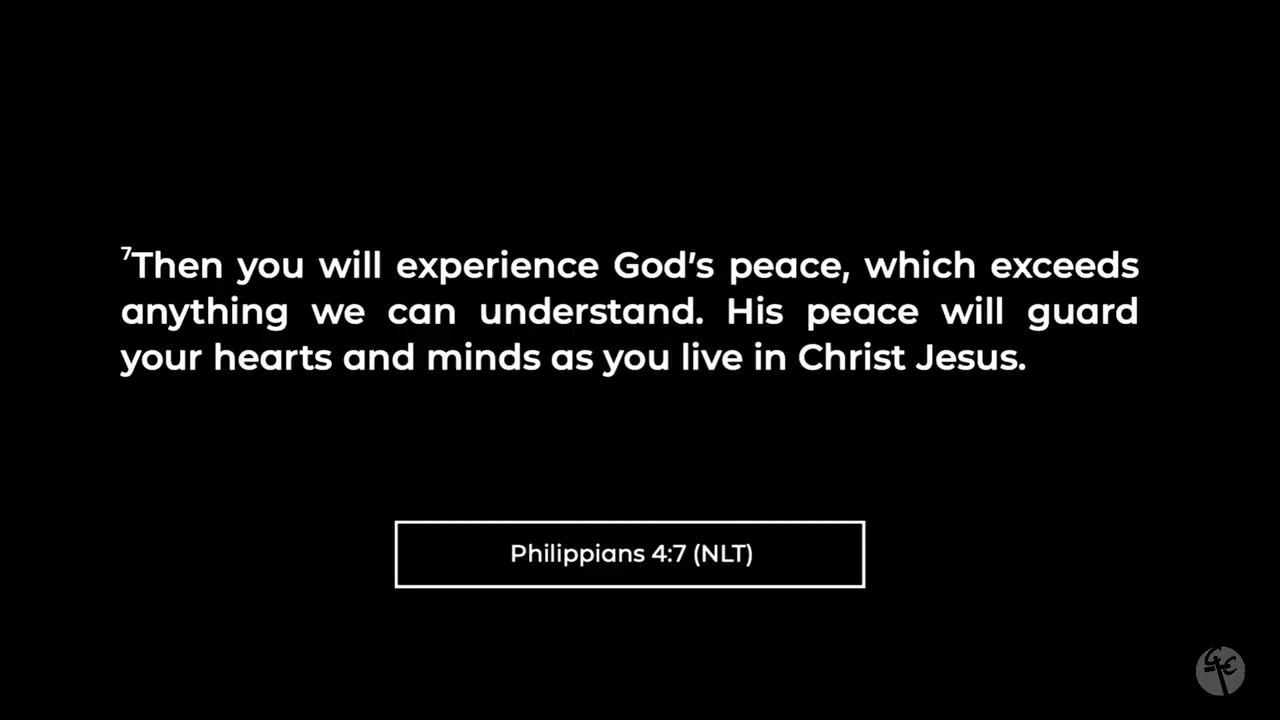 ⁷Then you will experience God's peace, which exceeds
anything we can understand. His peace will guard
your hearts and minds as you live in Christ Jesus.
Philippians 4:7 (NLT)